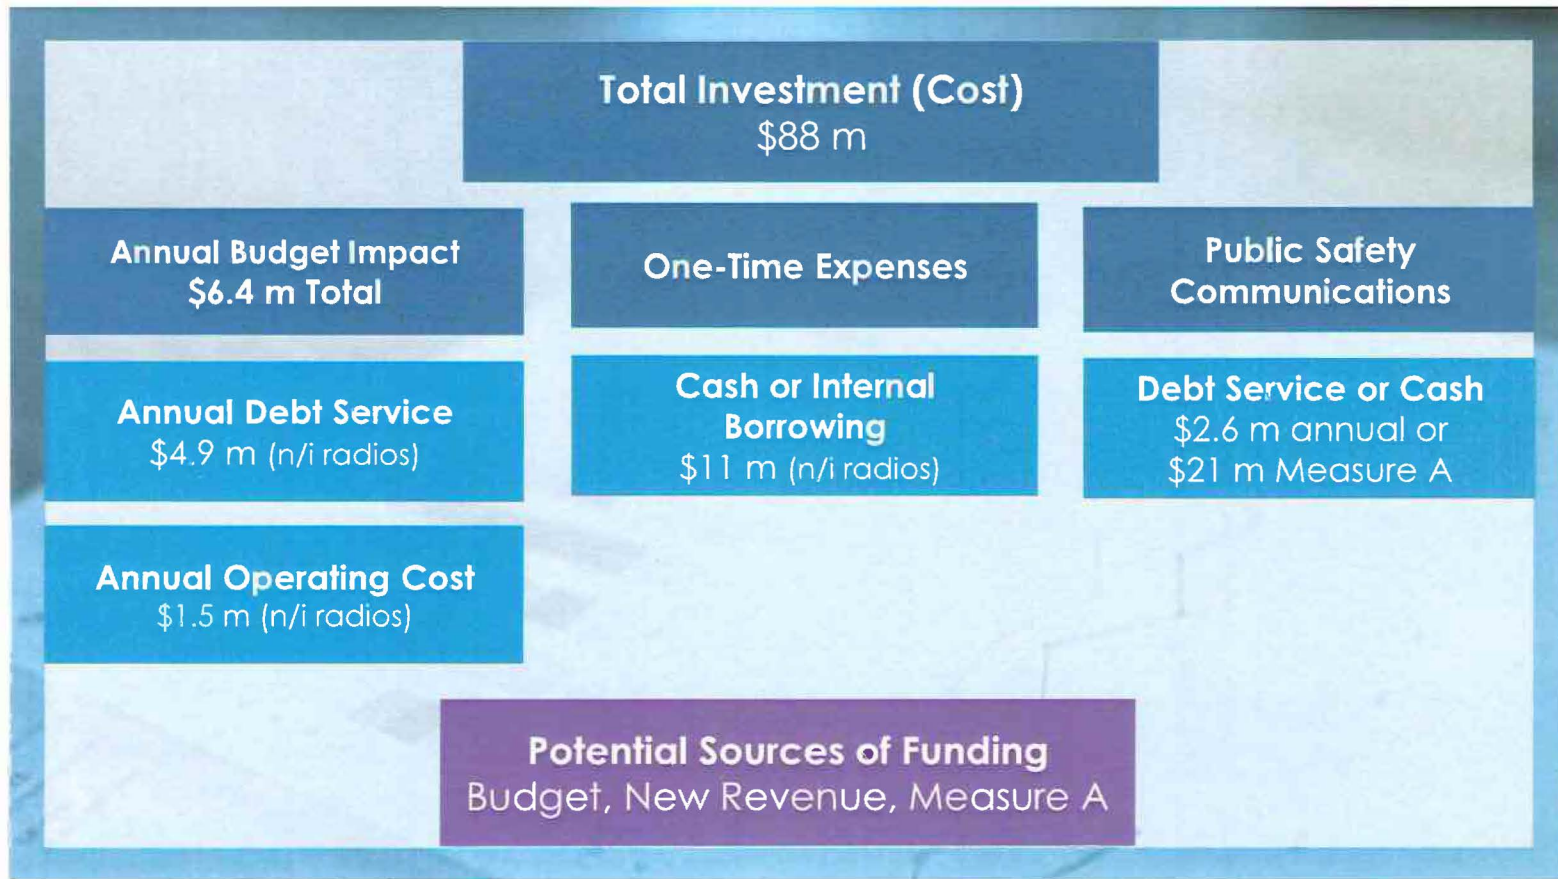 Total Investment (Cost)
$88 m
Annual Budget Impact
$6.4 m Total
One-Time Expenses
Public Safety
Communications
Annual Debt Service
$4.9 m (n/i radios)
Cash or Internal
Borrowing
$11 m (n/i radios)
Debt Service or Cash
$2.6 m annual or
$21 m Measure A
Annual Operating Cost
$1.5 m (n/i radios)
Potential Sources of Funding
Budget, New Revenue, Measure A